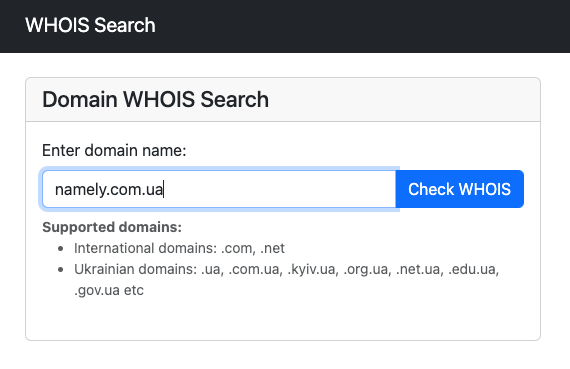 WHOIS Search
Domain WHOIS Search
Enter domain name:
namely.com.ua
Check WHOIS
Supported domains:
• International domains: .com, .net
• Ukrainian domains: .ua, .com.ua, .kyiv.ua, .org.ua, .net.ua, .edu.ua,
.gov.ua etc